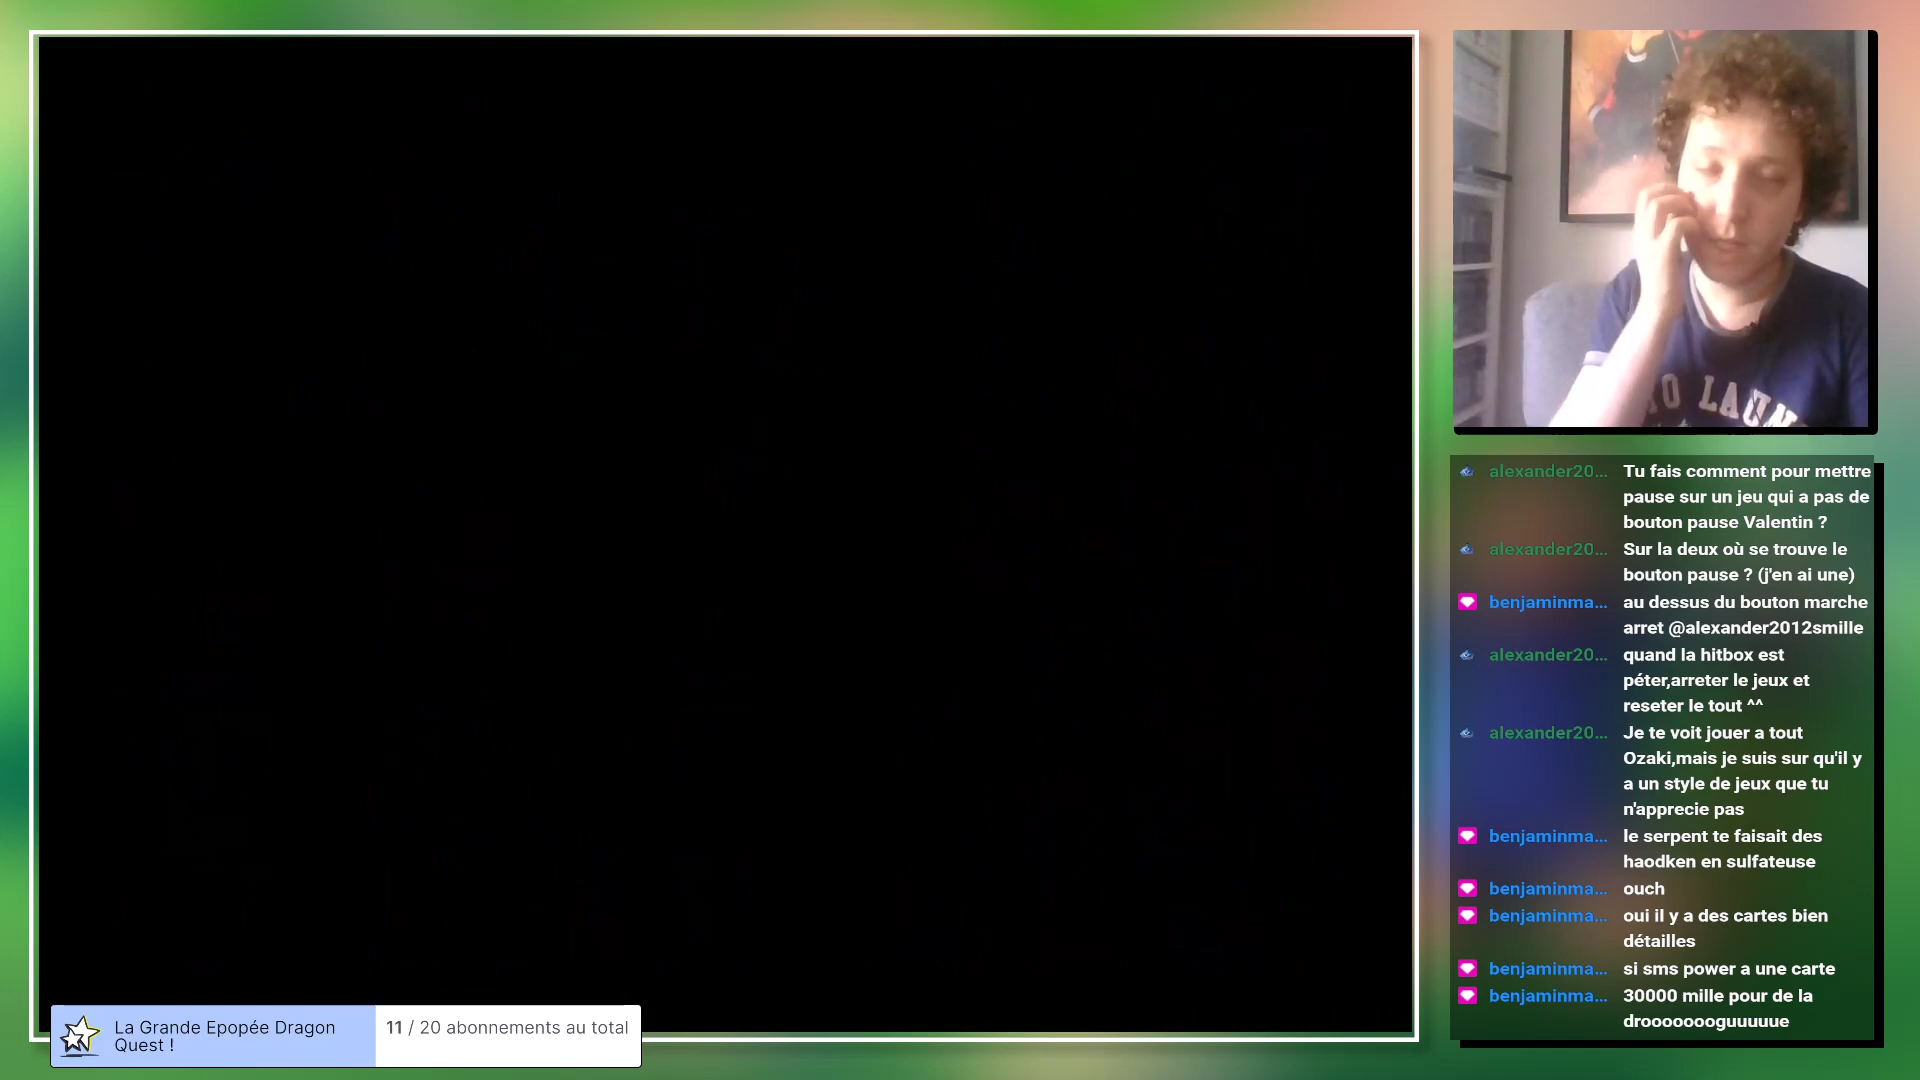 alexander20... Tu fais comment pour mettre
pause sur un jeu qui a pas de
bouton pause Valentin ?
alexander20... Sur la deux où se trouve le
bouton pause ? (j'en ai une)
benjaminma... au dessus du bouton marche
arret @alexander2012smille
alexander20... quand la hitbox est
péter,arreter le jeux et
reseter le tout ^^
alexander20... Je te voit jouer a tout
Ozaki,mais je suis sur qu'il y
a un style de jeux que tu
n'apprecie pas
benjaminma... le serpent te faisait des
haodken en sulfateuse
benjaminma... ouch
benjaminma... oui il y a des cartes bien
détailles
benjaminma... si sms power a une carte
benjaminma... 30000 mille pour de la
droooooooguuuuue
La Grande Epopée Dragon
Quest !
11 / 20 abonnements au total